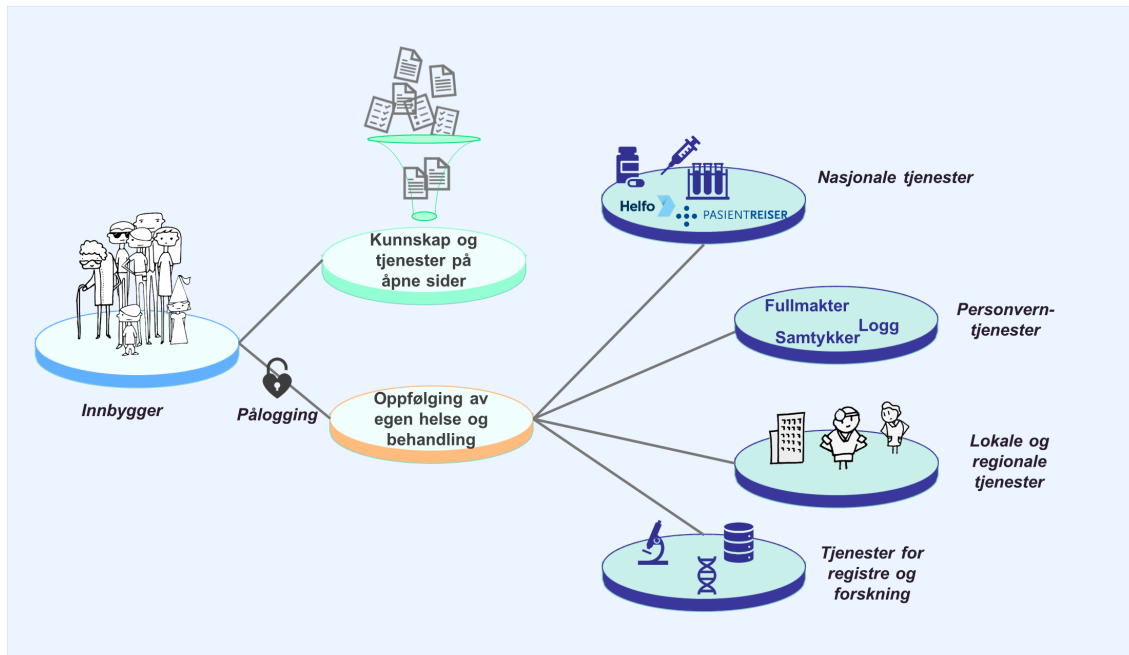 Kunnskap og
tjenester på
åpne sider
Innbygger
Pålogging
Oppfølging av
egen helse og
behandling
Helfo
PASIENTREISER
Nasjonale tjenester
Fullmakter
Logg
Samtykker
Personvern-
tjenester
Lokale og
regionale
tjenester
Tjenester for
registre og
forskning